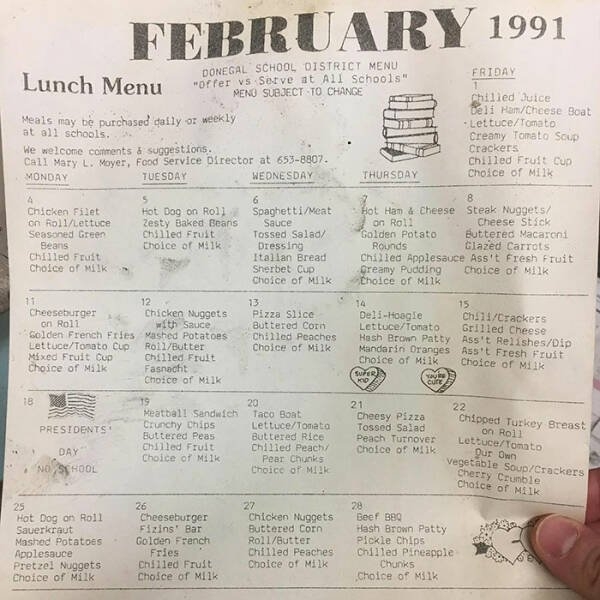 FEBRUARY 1991
DONEGAL SCHOOL DISTRICT MENU
Lunch Menu
"Offer vs Serve at All Schools"
MENU SUBJECT TO CHANGE
Meals may be purchased daily or weekly
at all schools.
We welcome comments & suggestions.
Call Mary L. Moyer, Food Service Director at 653-8807.
FRIDAY
1
Chilled Juice
Deli Ham/Cheese Boat
Lettuce/Tomato
Creamy Tomato Soup
Crackers
Chilled Fruit Cup
Choice of Milk
MONDAY
TUESDAY
WEDNESDAY
THURSDAY
4
Chicken Filet
on Roll/Lettuce
Seasoned Green
Beans
Chilled Fruit
Choice of Milk
5
Hot Dog on Roll
Zesty Baked Beans
Chilled Fruit
Choice of Milk
6
Spaghetti/Meat
Sauce
Tossed Salad/
Dressing
Italian Bread
Sherbet Cup
Choice of Milk
7
Hot Ham & Cheese
on Roll
Golden Potato
Rounds
Chilled Applesauce
Creamy Pudding
Choice of Milk
8
Steak Nuggets/
Cheese Stick
Buttered Macaroni
Glazed Carrots
Ass't Fresh Fruit
Choice of Milk
11
Cheeseburger
on Roll
Golden French Fries
Lettuce/Tomato Cup
Mixed Fruit Cup
Choice of Milk
12
Chicken Nuggets
with Sauce
Mashed Potatoes
Roll/Butter
Chilled Fruit
Fasnacht
Choice of Milk
13
Pizza Slice
Buttered Corn
Chilled Peaches
Choice of Milk
14
Deli-Hoagie
Lettuce/Tomato
Hash Brown Patty
Mandarin Oranges
Choice of Milk
SUPER
KID
YOU'RE
CUTE
15
Chili/Crackers
Grilled Cheese
Ass't Relishes/Dip
Ass't Fresh Fruit
Choice of Milk
18
PRESIDENTS'
DAY
NO SCHOOL
19
Meatball Sandwich
Crunchy Chips
Buttered Peas
Chilled Fruit
Choice of Milk
20
Taco Boat
Lettuce/Tomato
Buttered Rice
Chilled Peach/
Pear Chunks
Choice of Milk
21
Cheesy Pizza
Tossed Salad
Peach Turnover
Choice of Milk
22
Chipped Turkey Breast
on Roll
Lettuce/Tomato
Our Own
Vegetable Soup/Crackers
Cherry Crumble
Choice of Milk
25
Hot Dog on Roll
Sauerkraut
Mashed Potatoes
Applesauce
Pretzel Nuggets
Choice of Milk
26
Cheeseburger
Fixins' Bar
Golden French
Fries
Chilled Fruit
Choice of Milk
27
Chicken Nuggets
Buttered Corn
Roll/Butter
Chilled Peaches
Choice of Milk
28
Beef BBQ
Hash Brown Patty
Pickle Chips
Chilled Pineapple
Chunks
Choice of Milk